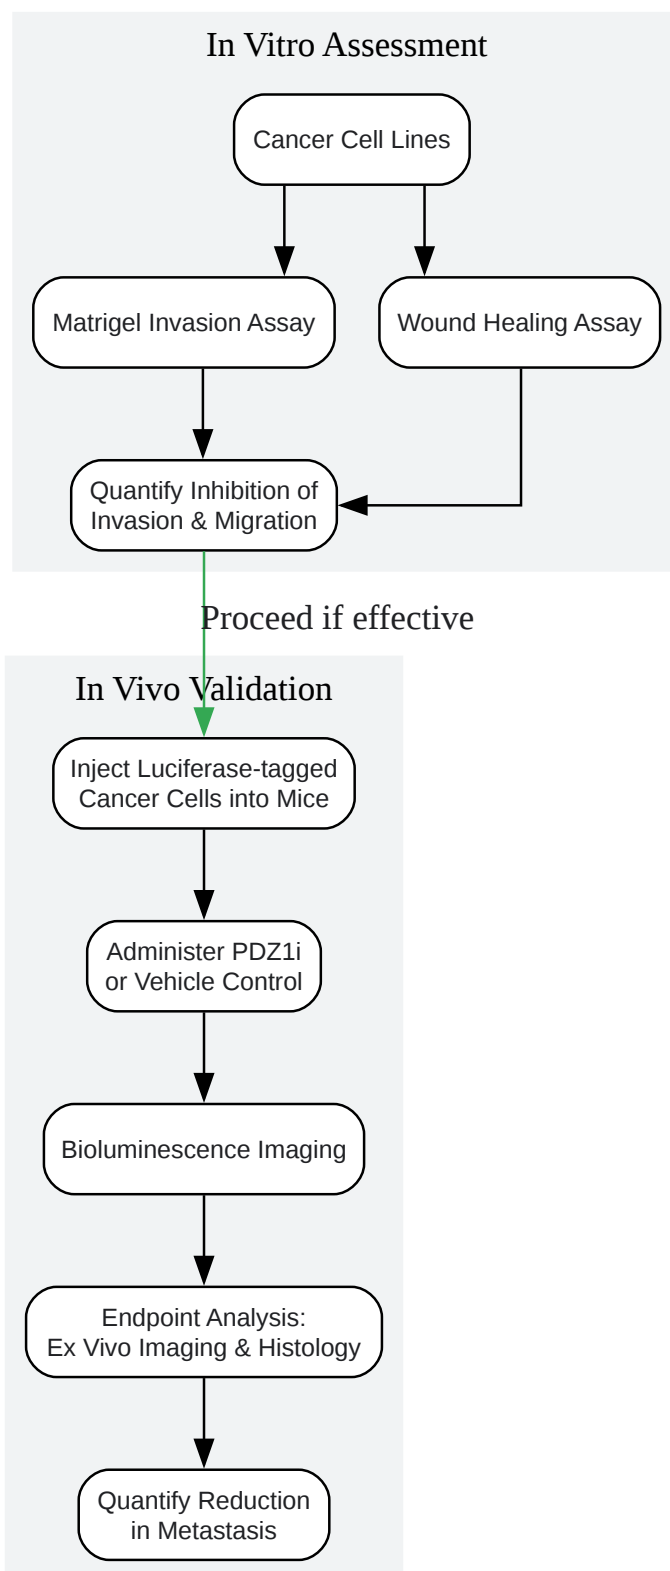 In Vitro Assessment
Cancer Cell Lines
Matrigel Invasion Assay
Wound Healing Assay
Quantify Inhibition of
Invasion & Migration
Proceed if effective
In Vivo Validation
Inject Luciferase-tagged
Cancer Cells into Mice
Administer PDZ1i
or Vehicle Control
Bioluminescence Imaging
Endpoint Analysis:
Ex Vivo Imaging & Histology
Quantify Reduction
in Metastasis